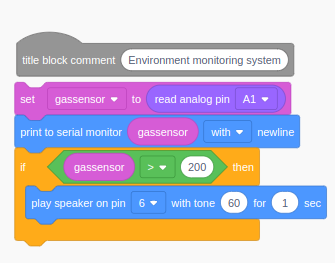 title block comment Environment monitoring system
set gassensor to read analog pin A1
print to serial monitor gassensor with newline
if gassensor > 200 then
play speaker on pin 6 with tone 60 for 1 sec